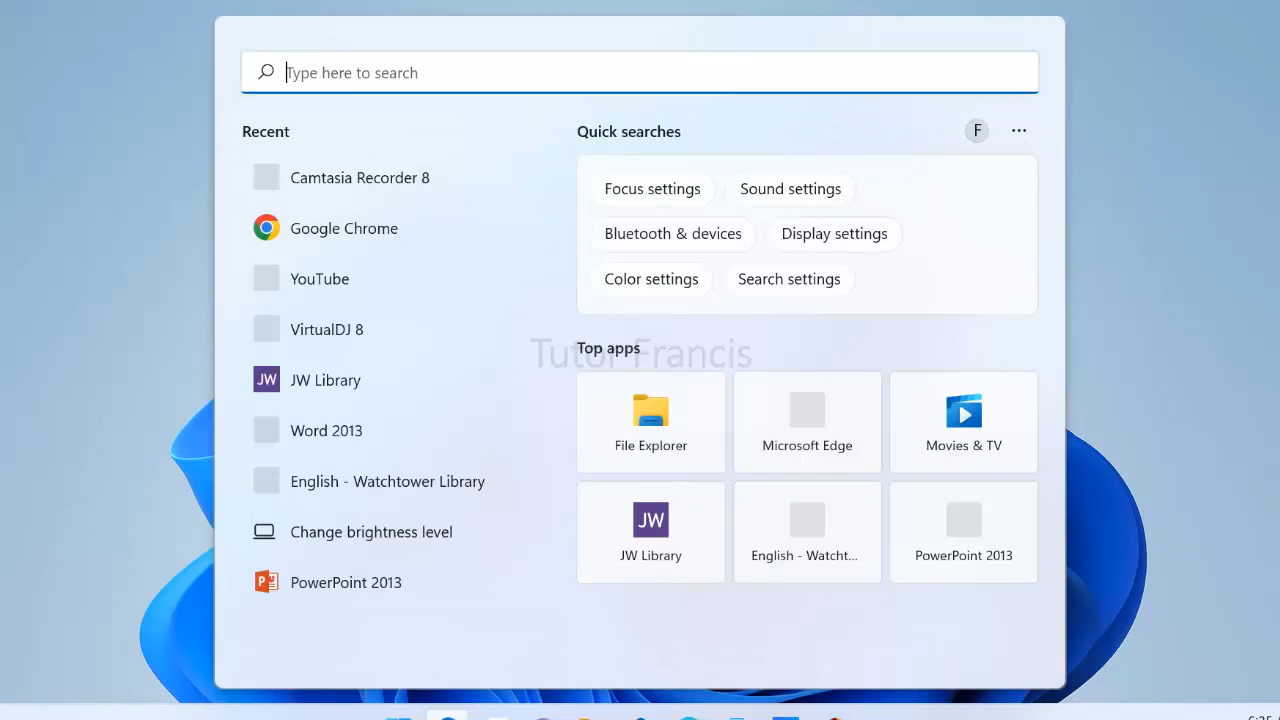 Type here to search
Recent
Camtasia Recorder 8
Google Chrome
YouTube
VirtualDJ 8
JW
JW Library
Word 2013
English - Watchtower Library
Change brightness level
P
PowerPoint 2013
Quick searches
F
Focus settings
Sound settings
Bluetooth & devices
Display settings
Color settings
Search settings
Tutor Francis
Top apps
File Explorer
Microsoft Edge
Movies & TV
JW
JW Library
English - Watcht...
PowerPoint 2013